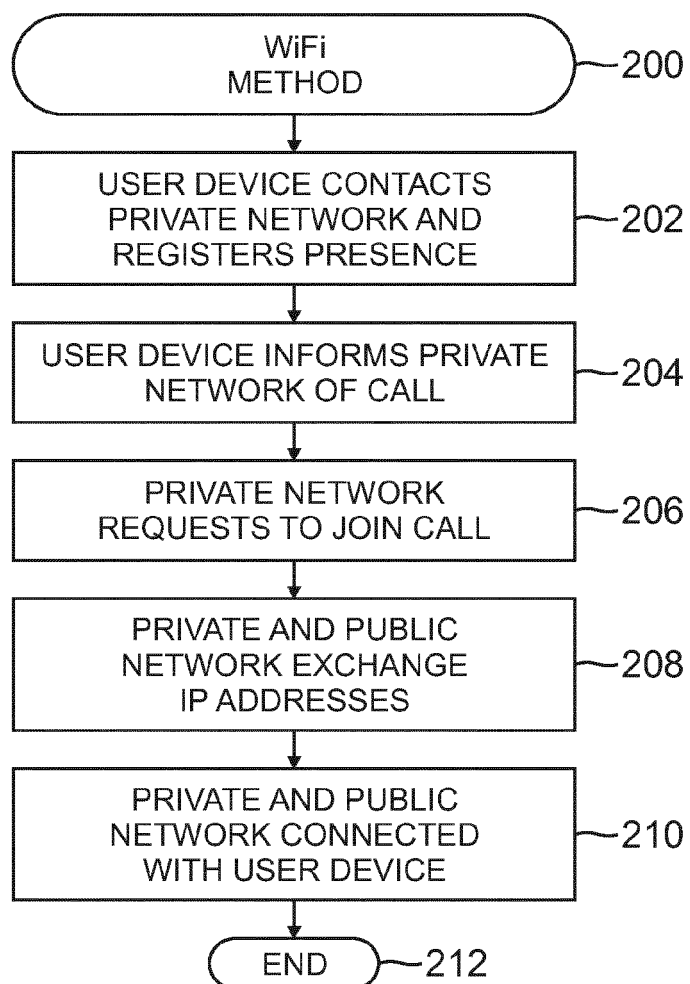 WiFi
METHOD
200
USER DEVICE CONTACTS
PRIVATE NETWORK AND
REGISTERS PRESENCE
202
USER DEVICE INFORMS PRIVATE
NETWORK OF CALL
204
PRIVATE NETWORK
REQUESTS TO JOIN CALL
206
PRIVATE AND PUBLIC
NETWORK EXCHANGE
IP ADDRESSES
208
PRIVATE AND PUBLIC
NETWORK CONNECTED
WITH USER DEVICE
210
END
212